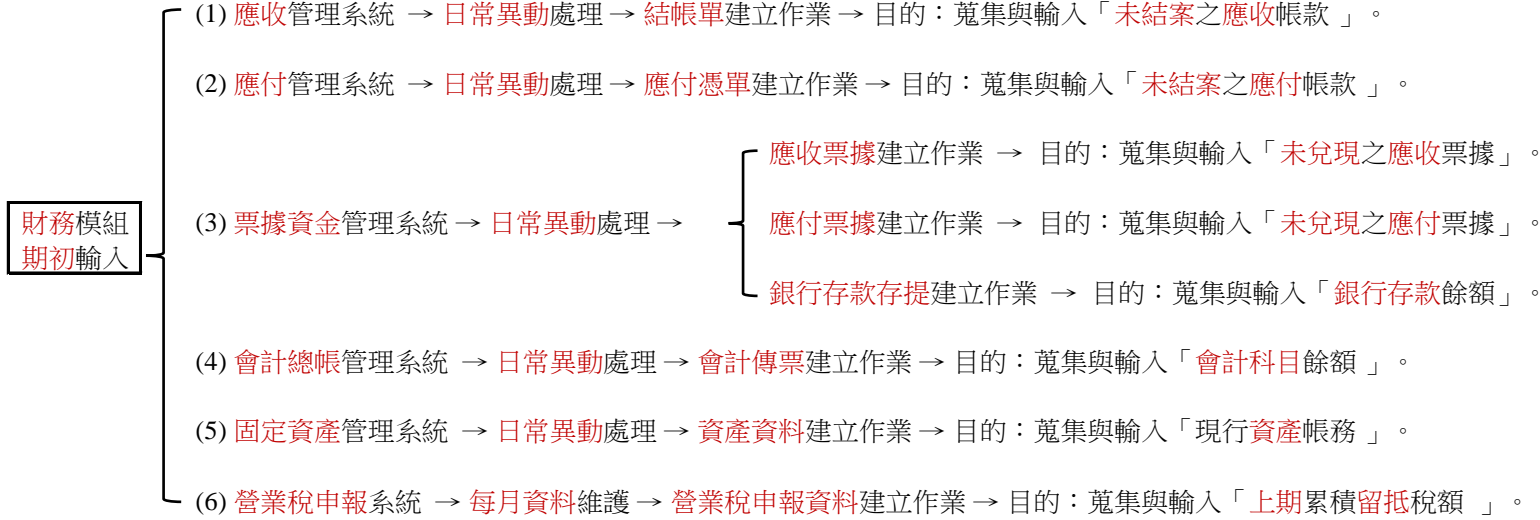 (1) 應收管理系統 → 日常異動處理 → 結帳單建立作業 → 目的：蒐集與輸入「未結案之應收帳款 」。
(2) 應付管理系統 → 日常異動處理 → 應付憑單建立作業 → 目的：蒐集與輸入「未結案之應付帳款 」。
應收票據建立作業 → 目的：蒐集與輸入「未兌現之應收票據」。
財務模組
期初輸入
(3) 票據資金管理系統 → 日常異動處理 →
應付票據建立作業 → 目的：蒐集與輸入「未兌現之應付票據」。
銀行存款存提建立作業 → 目的：蒐集與輸入「銀行存款餘額」。
(4) 會計總帳管理系統 → 日常異動處理 → 會計傳票建立作業 → 目的：蒐集與輸入「會計科目餘額 」。
(5) 固定資產管理系統 → 日常異動處理 → 資產資料建立作業 → 目的：蒐集與輸入「現行資產帳務 」。
(6) 營業稅申報系統 → 每月資料維護 → 營業稅申報資料建立作業 → 目的：蒐集與輸入「上期累積留抵稅額 」。